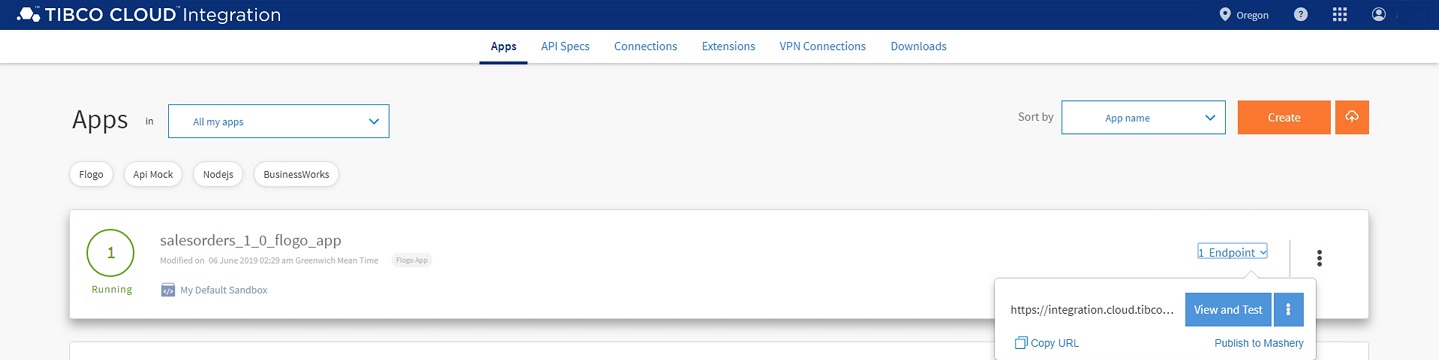 TIBCO CLOUD™ Integration
Oregon
Apps API Specs Connections Extensions VPN Connections Downloads
Apps in All my apps
Sort by App name Create
Flogo Api Mock Nodejs BusinessWorks
1
Running
salesorders_1_0_flogo_app
Modified on 06 June 2019 02:29 am Greenwich Mean Time Flogo App
My Default Sandbox
1 Endpoint
https://integration.cloud.tibco... View and Test
Copy URL Publish to Mashery